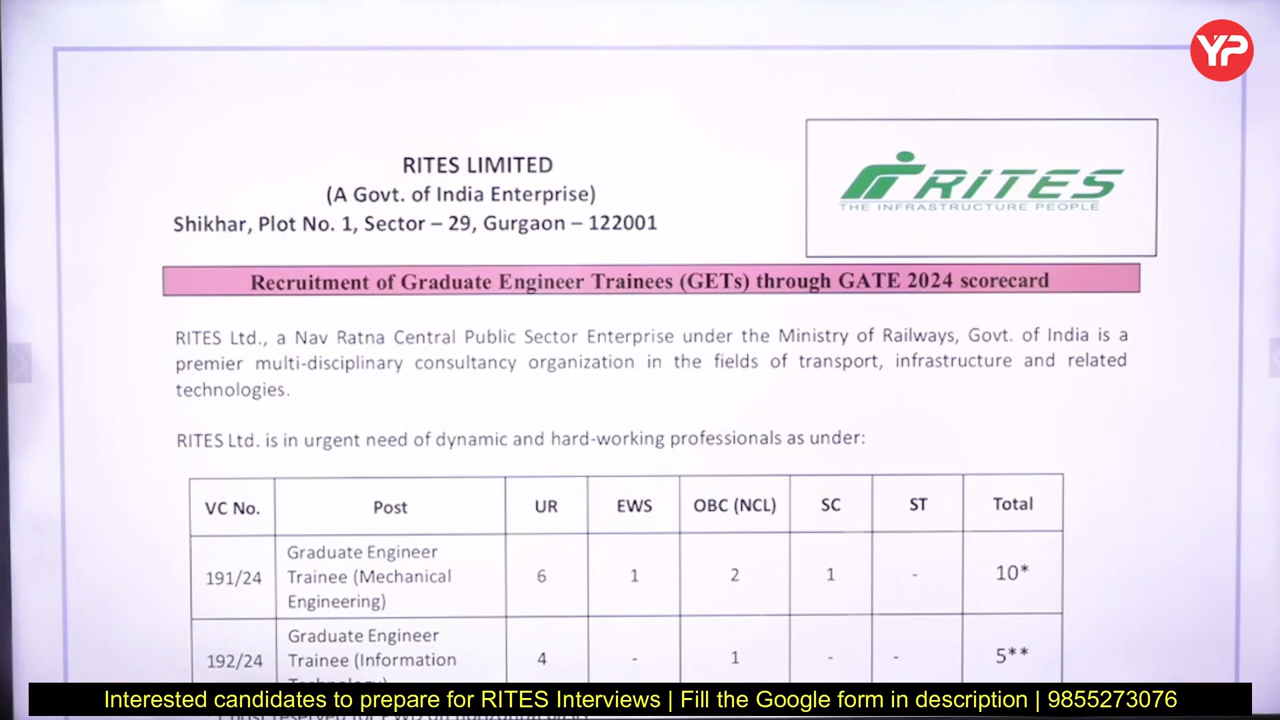 YP
RITES LIMITED
(A Govt. of India Enterprise)
Shikhar, Plot No. 1, Sector – 29, Gurgaon – 122001
RITES
THE INFRASTRUCTURE PEOPLE
Recruitment of Graduate Engineer Trainees (GETs) through GATE 2024 scorecard
RITES Ltd., a Nav Ratna Central Public Sector Enterprise under the Ministry of Railways, Govt. of India is a
premier multi-disciplinary consultancy organization in the fields of transport, infrastructure and related
technologies.
RITES Ltd. is in urgent need of dynamic and hard-working professionals as under:
VC No. Post UR EWS OBC (NCL) SC ST Total
Graduate Engineer
191/24 Trainee (Mechanical 6 1 2 1 - 10*
Engineering)
Graduate Engineer
192/24 Trainee (Information 4 - 1 - - 5**
Interested candidates to prepare for RITES Interviews | Fill the Google form in description | 9855273076